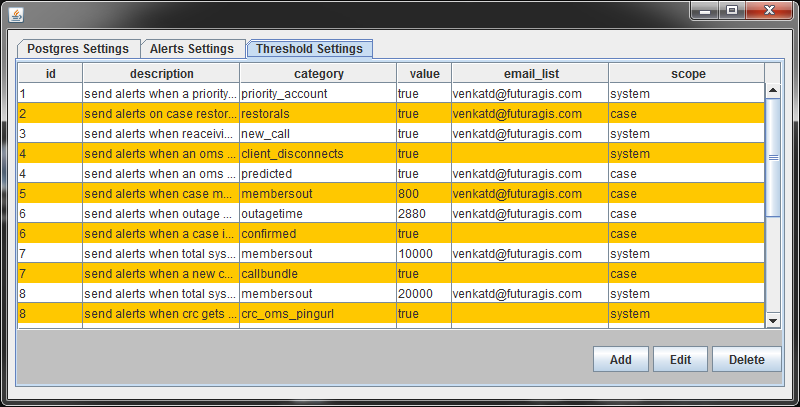 Postgres Settings Alerts Settings Threshold Settings
id description category value email_list scope
1 send alerts when a priority... priority_account true venkatd@futuragis.com system
2 send alerts on case restor... restorals true venkatd@futuragis.com case
3 send alerts when reaceivi... new_call true venkatd@futuragis.com system
4 send alerts when an oms ... client_disconnects true system
4 send alerts when an oms ... predicted true venkatd@futuragis.com case
5 send alerts when case m... membersout 800 venkatd@futuragis.com case
6 send alerts when outage ... outagetime 2880 venkatd@futuragis.com case
6 send alerts when a case i... confirmed true case
7 send alerts when total sys... membersout 10000 venkatd@futuragis.com system
7 send alerts when a new c... callbundle true case
8 send alerts when total sys... membersout 20000 venkatd@futuragis.com system
8 send alerts when crc gets ... crc_oms_pingurl true system
Add Edit Delete